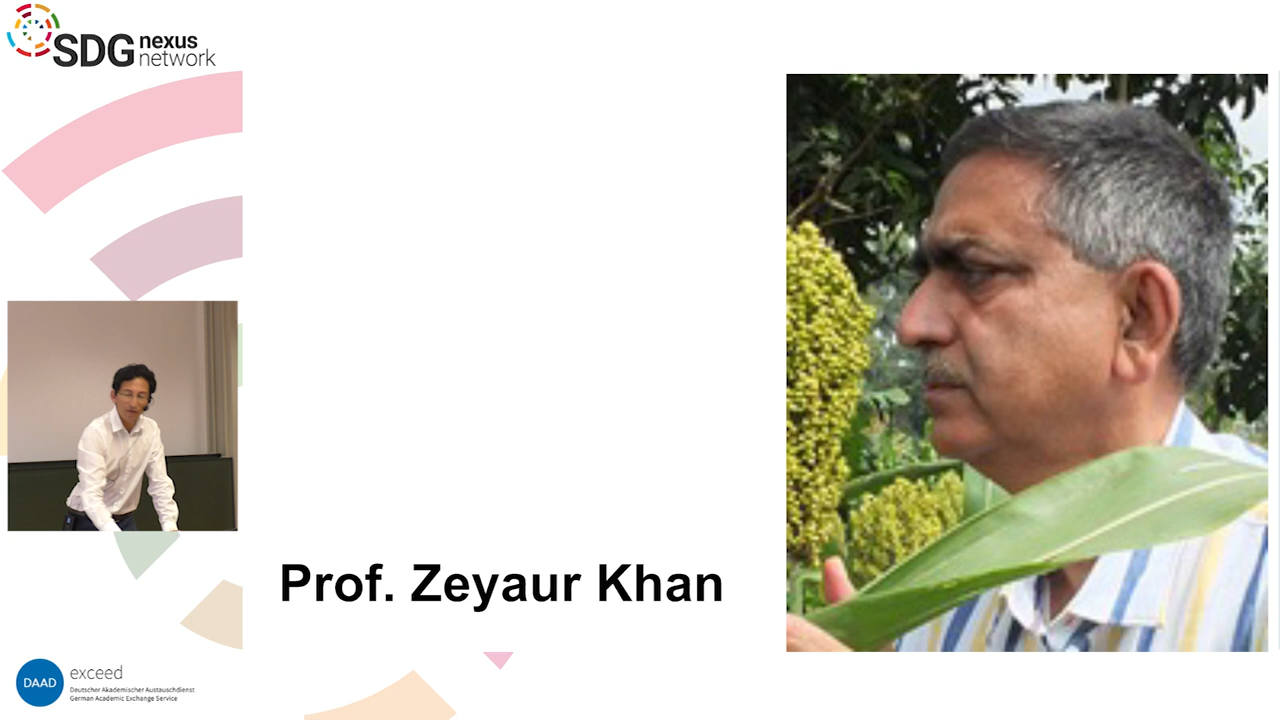 SDG nexus
network
Prof. Zeyaur Khan
DAAD
exceed
Deutscher Akademischer Austauschdienst
German Academic Exchange Service